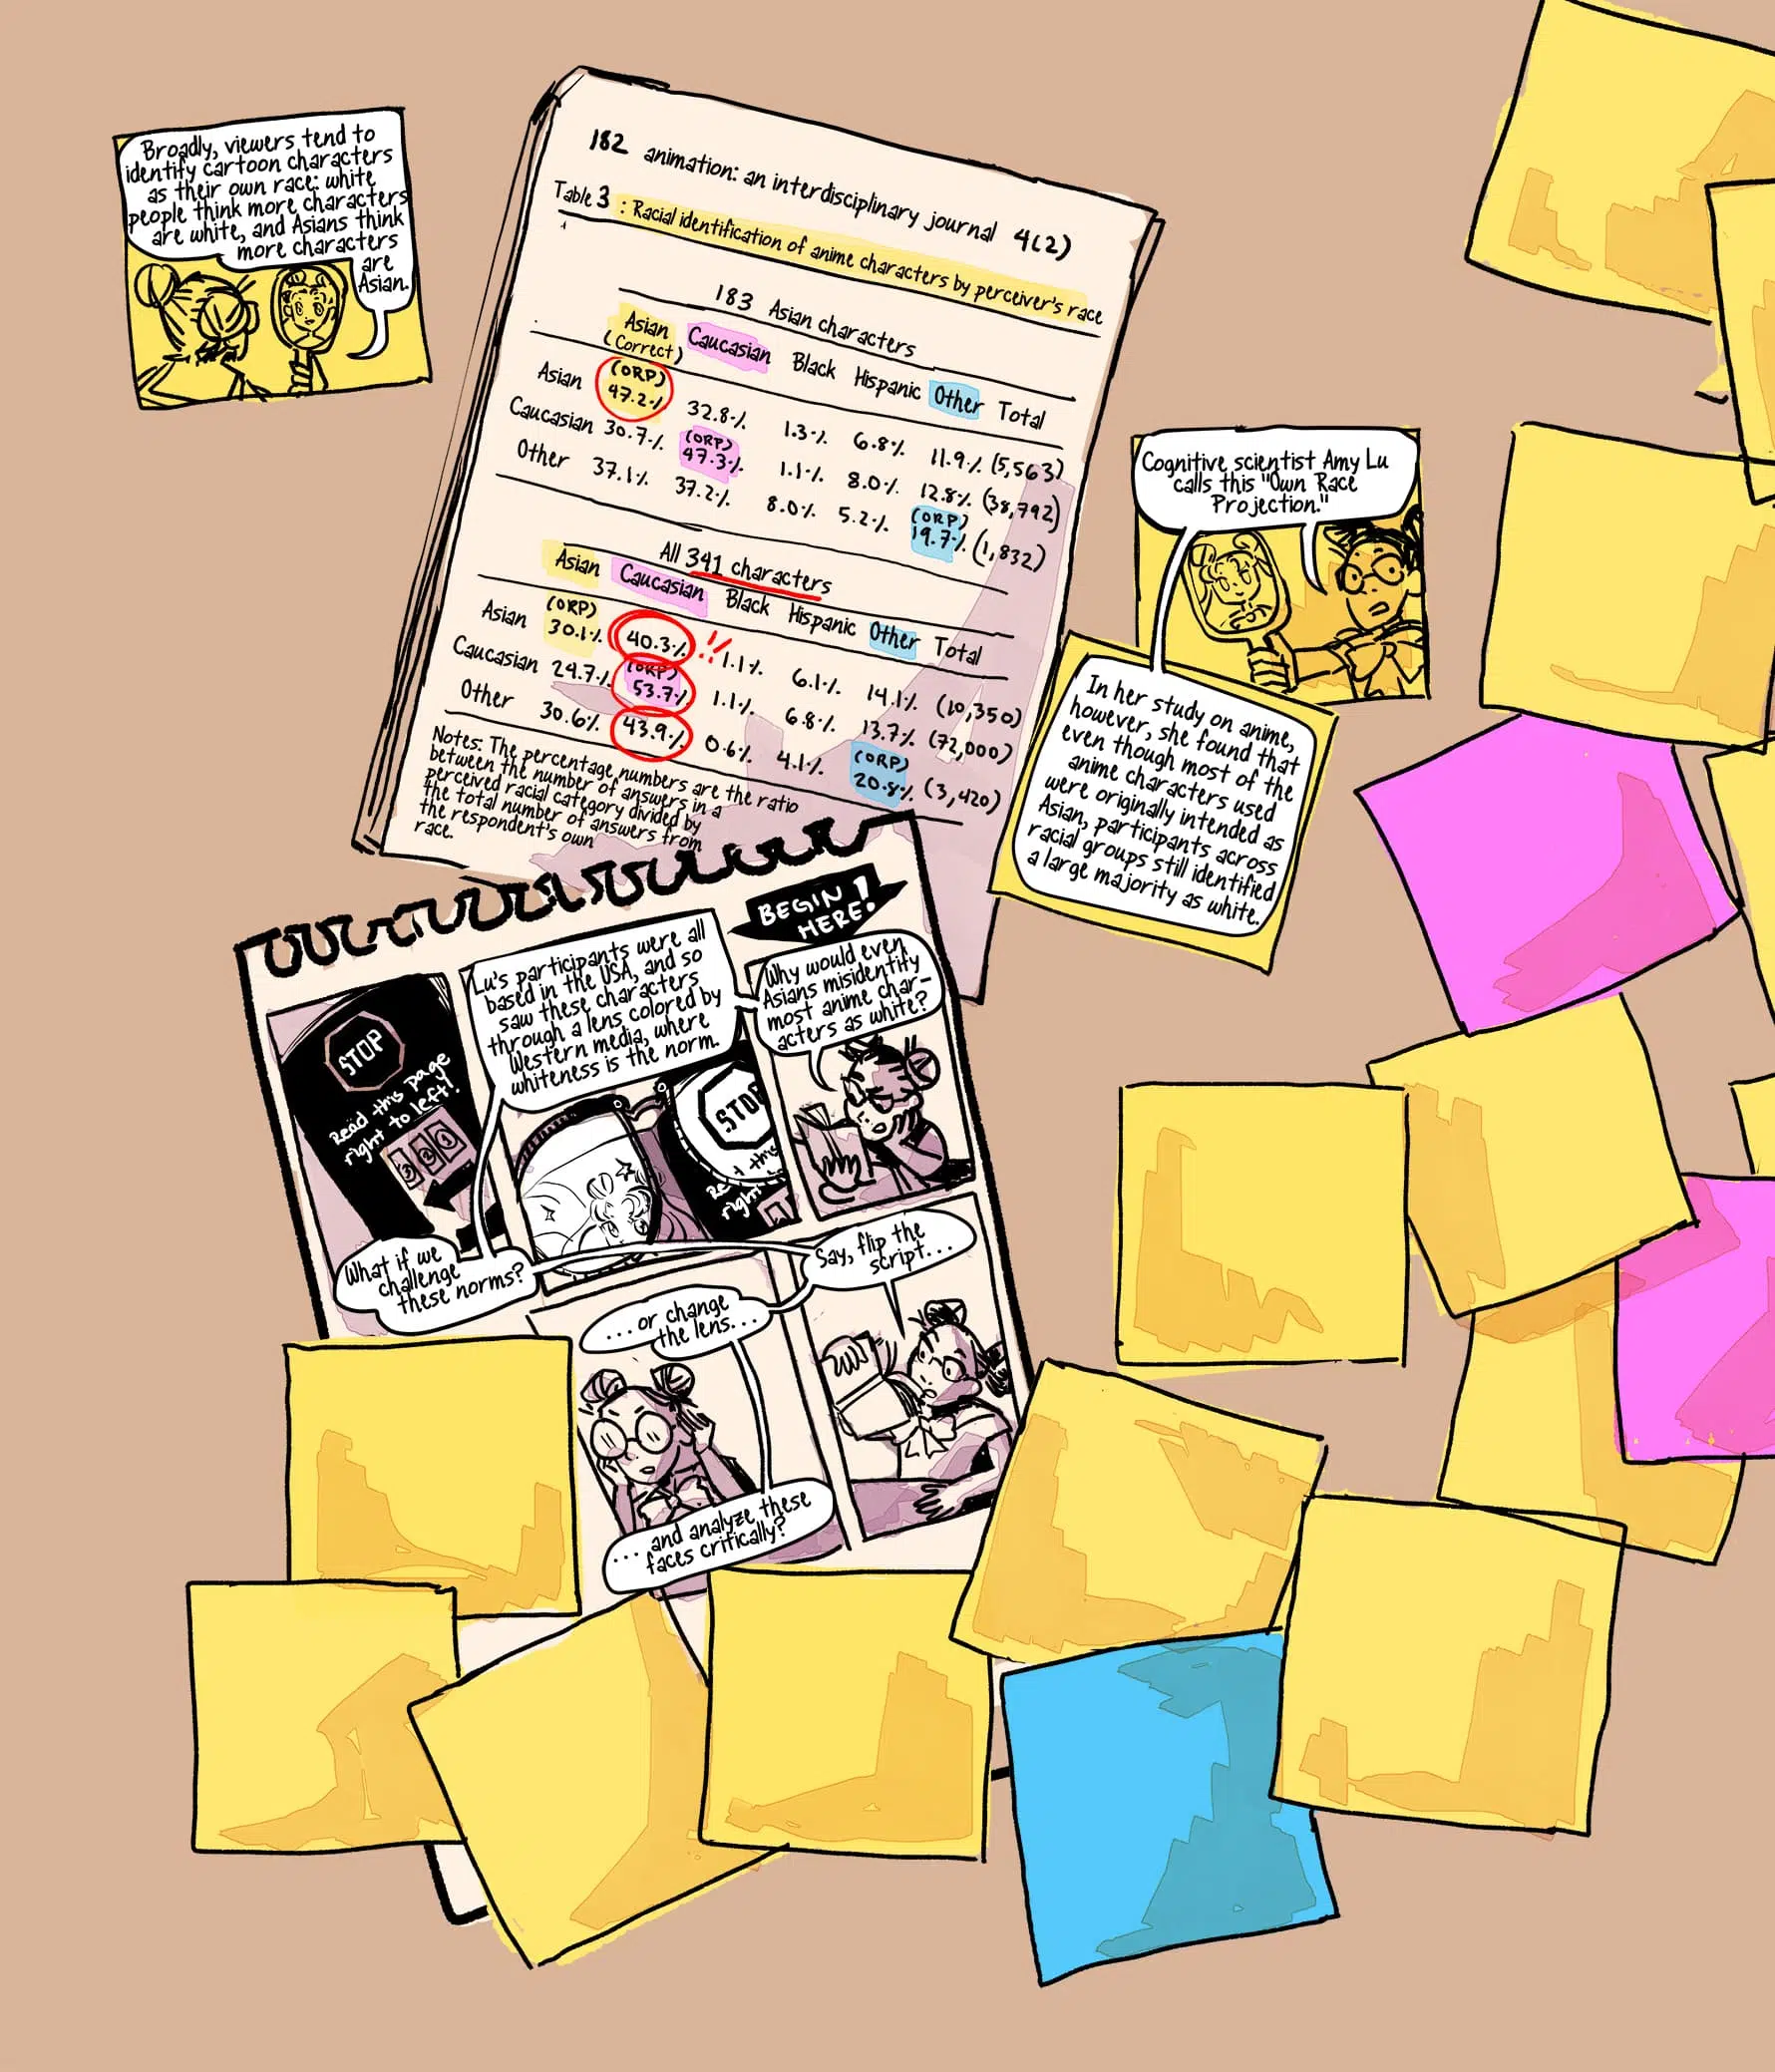 Broadly, viewers tend to
identify cartoon characters
as their own race: white
people think more characters
are white, and Asians think
more characters
are
Asian.
182 animation: an interdisciplinary journal 4(2)
Table 3: Racial identification of anime characters by perceiver's race
183 Asian characters
Asian (Correct) Caucasian Black Hispanic Other Total
Asian (ORP) 47.2% 32.8% 1.3% 6.8% 11.9% (5,563)
Caucasian 30.7% (ORP) 47.3% 1.1% 8.0% 12.8% (38,792)
Other 37.1% 37.2% 8.0% 5.2% (ORP) 19.7% (1,832)
All 341 characters
Asian Caucasian Black Hispanic Other Total
Asian (ORP) 30.1% 40.3% !! 1.1% 6.1% 14.1% (10,350)
Caucasian 29.7% (ORP) 53.7% 1.1% 6.8% 13.7% (72,000)
Other 30.6% 43.9% 0.6% 4.1% (ORP) 20.8% (3,420)
Notes: The percentage numbers are the ratio
between the number of answers in a
perceived racial category divided by
the total number of answers from
the respondent's own
race.
Cognitive scientist Amy Lu
calls this "Own Race
Projection."
In her study on anime,
however, she found that
even though most of the
anime characters used
were originally intended as
Asian, participants across
racial groups still identified
a large majority as white.
BEGIN
HERE!
Why would even
Asians misidentify
most anime char-
acters as white?
Lu's participants were all
based in the USA, and so
saw these characters
through a lens colored by
Western media, where
whiteness is the norm.
STOP
Read this
right
STOP
Read this page
right to left!
3 2 1
What if we
challenge
these norms?
Say, flip the
script...
...or change
the lens...
...and analyze these
faces critically?